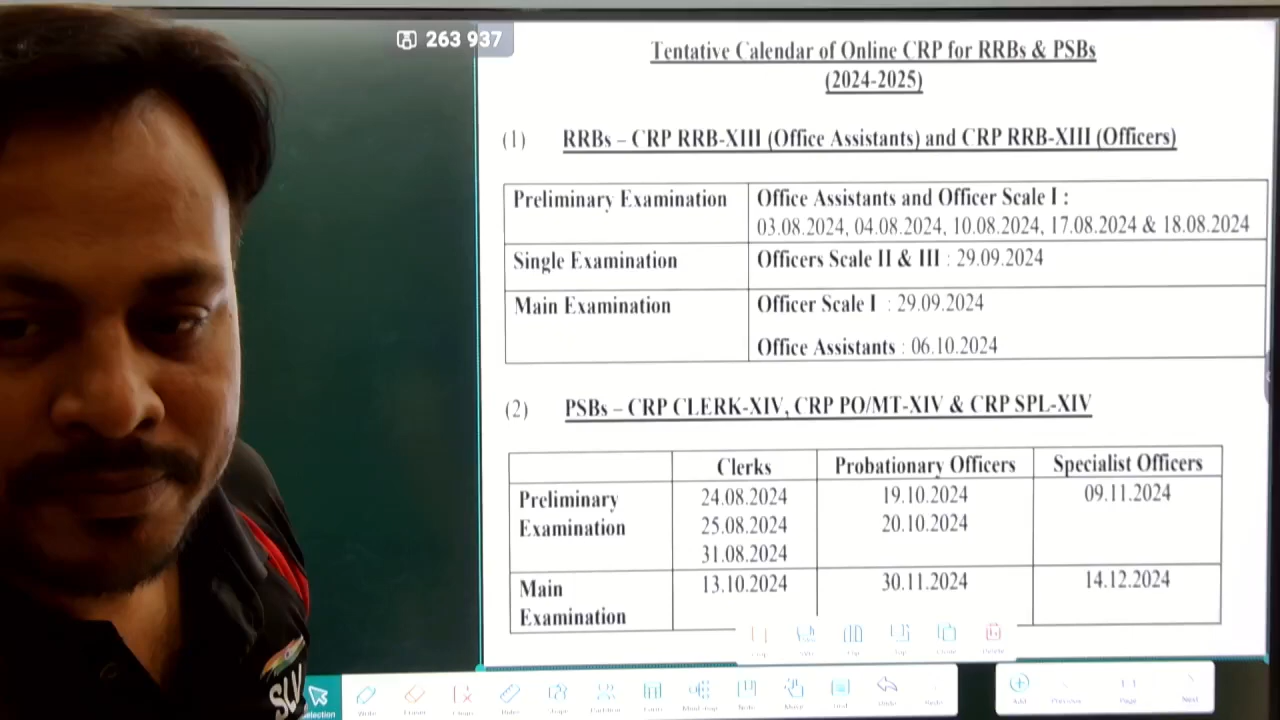 263 937
Tentative Calendar of Online CRP for RRBs & PSBs
(2024-2025)
(1) RRBs – CRP RRB-XIII (Office Assistants) and CRP RRB-XIII (Officers)
Preliminary Examination
Office Assistants and Officer Scale I :
03.08.2024, 04.08.2024, 10.08.2024, 17.08.2024 & 18.08.2024
Single Examination
Officers Scale II & III : 29.09.2024
Main Examination
Officer Scale I : 29.09.2024
Office Assistants : 06.10.2024
(2) PSBs – CRP CLERK-XIV, CRP PO/MT-XIV & CRP SPL-XIV
Clerks Probationary Officers Specialist Officers
Preliminary 24.08.2024 19.10.2024 09.11.2024
Examination 25.08.2024 20.10.2024
31.08.2024
Main 13.10.2024 30.11.2024 14.12.2024
Examination
Previous Page Next